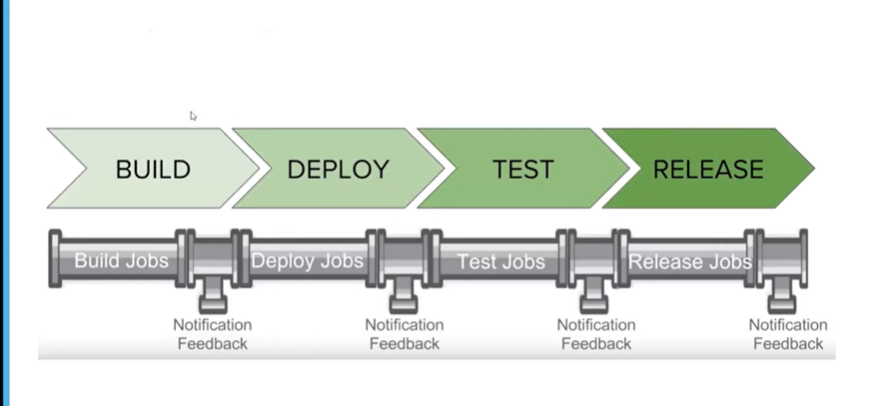 BUILD
DEPLOY
TEST
RELEASE
Build Jobs
Deploy Jobs
Test Jobs
Release Jobs
Notification
Feedback
Notification
Feedback
Notification
Feedback
Notification
Feedback